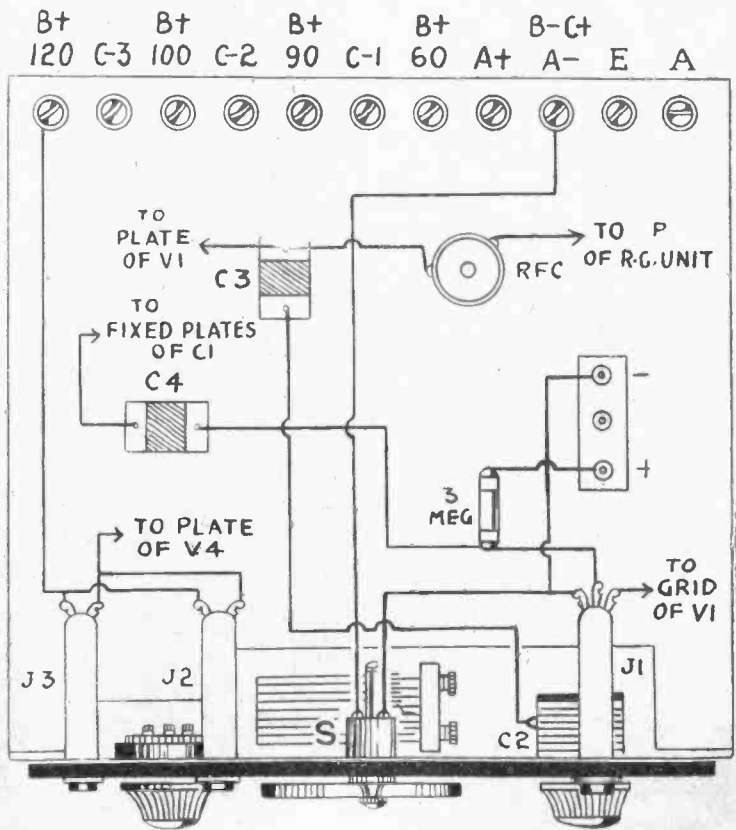 B+ B+ B+ B+ B-C+
120 C-3 100 C-2 90 C-1 60 A+ A- E A
TO
PLATE
OF V1
C3
RFC
TO P
OF R.G. UNIT
TO
FIXED PLATES
OF C1
C4
-
+
3
MEG
TO PLATE
OF V4
TO
GRID
OF V1
J3
J2
S
C2
J1